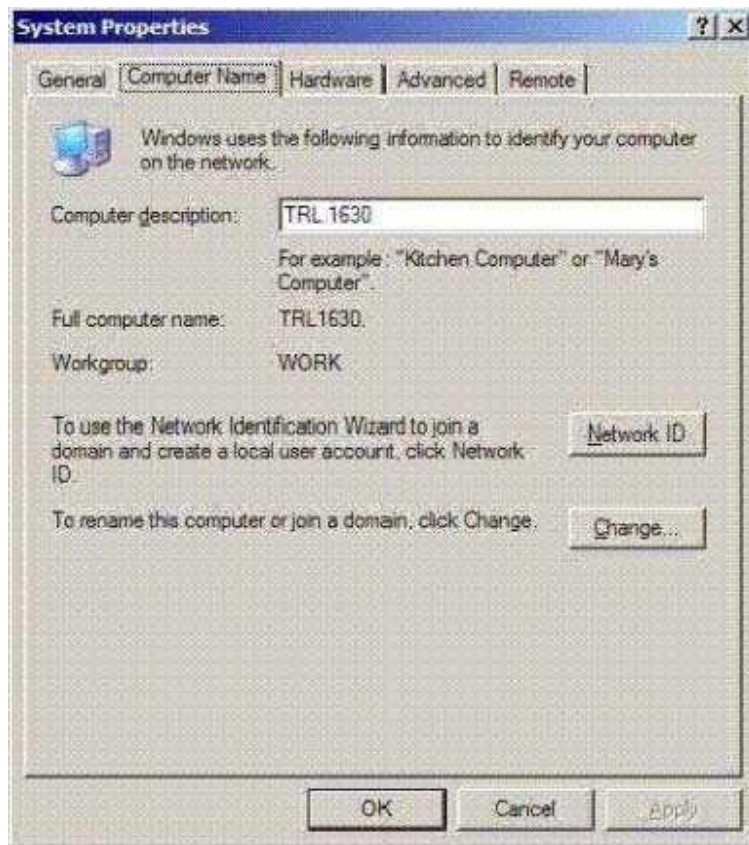 System Properties
General Computer Name Hardware Advanced Remote
Windows uses the following information to identify your computer
on the network.
Computer description: TRL 1630
For example: "Kitchen Computer" or "Mary's
Computer".
Full computer name: TRL1630.
Workgroup: WORK
To use the Network Identification Wizard to join a
domain and create a local user account, click Network
ID.
Network ID
To rename this computer or join a domain, click Change.
Change...
OK Cancel Apply